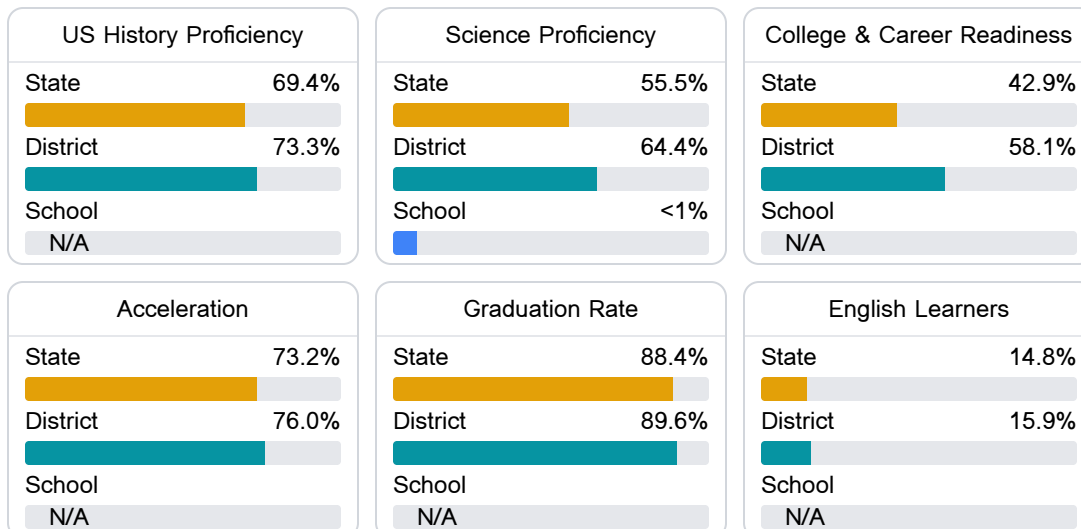 US History Proficiency
State 69.4%
District 73.3%
School
N/A
Science Proficiency
State 55.5%
District 64.4%
School <1%
College & Career Readiness
State 42.9%
District 58.1%
School
N/A
Acceleration
State 73.2%
District 76.0%
School
N/A
Graduation Rate
State 88.4%
District 89.6%
School
N/A
English Learners
State 14.8%
District 15.9%
School
N/A